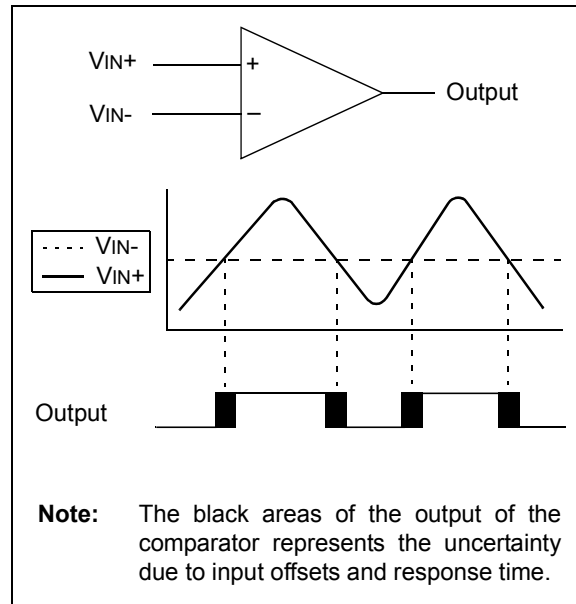 VIN+
VIN-
+
–
Output
VIN-
VIN+
Output
Note: The black areas of the output of the
comparator represents the uncertainty
due to input offsets and response time.